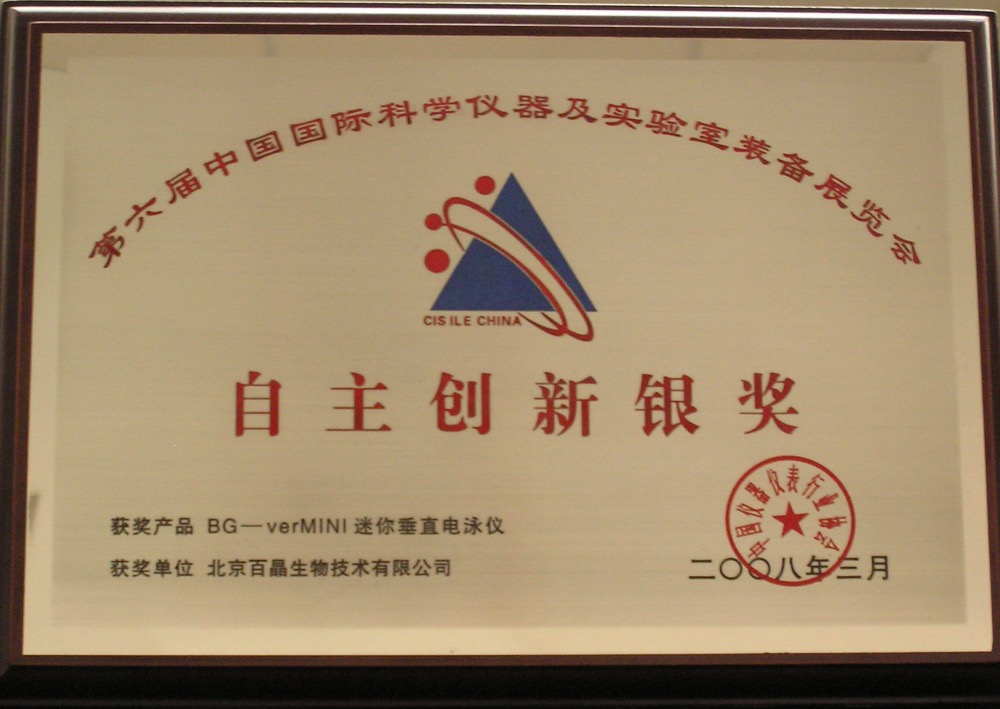 第六届中国国际科学仪器及实验室装备展览会
CISILE CHINA
自主创新银奖
中国仪器仪表行业协会
获奖产品 BG—verMINI 迷你垂直电泳仪
获奖单位 北京百晶生物技术有限公司
二〇〇八年三月